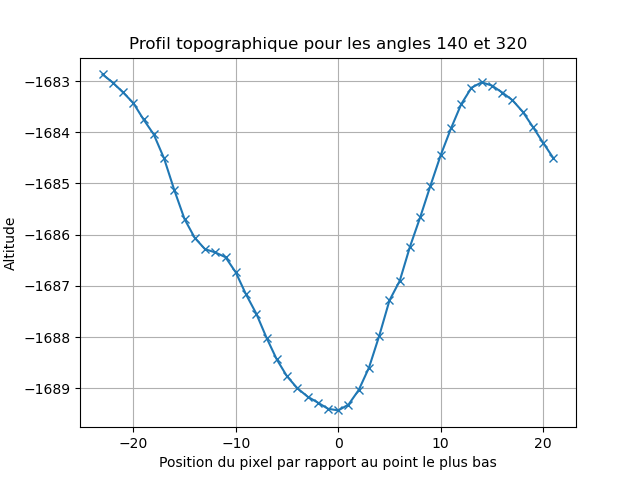 Profil topographique pour les angles 140 et 320
Altitude
−1683
−1684
−1685
−1686
−1687
−1688
−1689
−20 −10 0 10 20
Position du pixel par rapport au point le plus bas